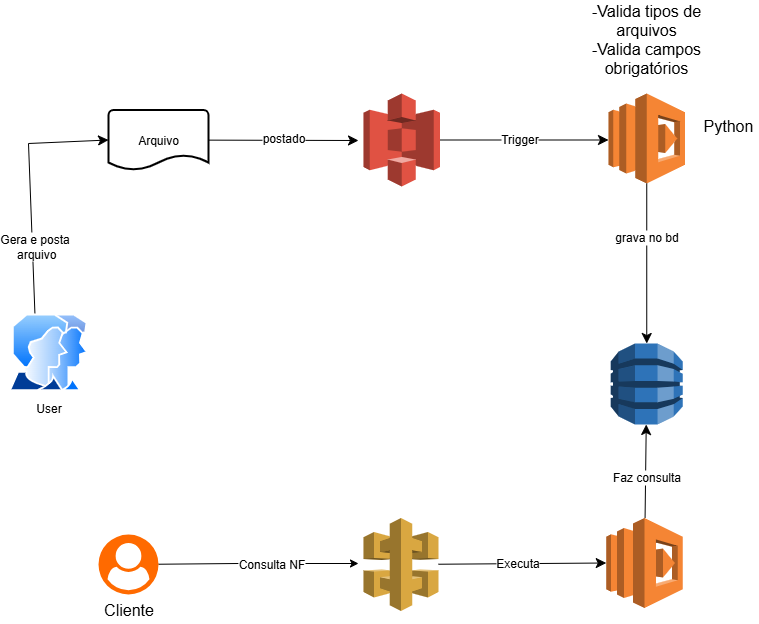 -Valida tipos de
arquivos
-Valida campos
obrigatórios
Arquivo
postado
Trigger
Python
Gera e posta
arquivo
grava no bd
User
Faz consulta
Consulta NF
Executa
Cliente